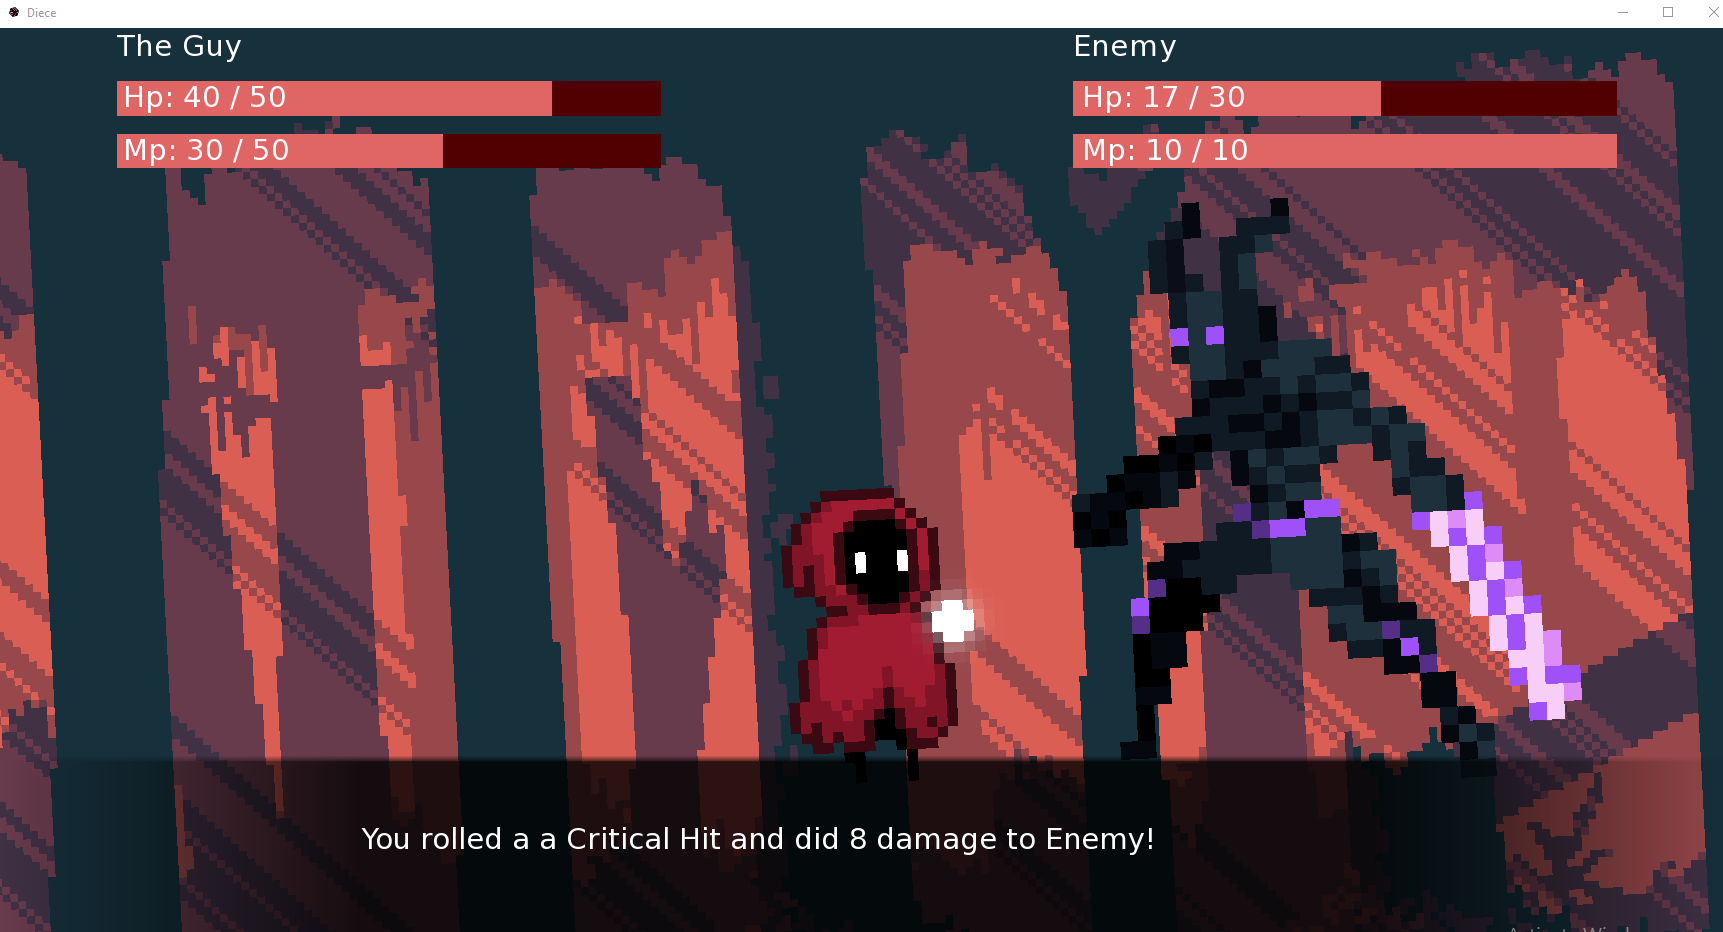 Diece
The Guy
Hp: 40 / 50
Mp: 30 / 50
Enemy
Hp: 17 / 30
Mp: 10 / 10
You rolled a a Critical Hit and did 8 damage to Enemy!